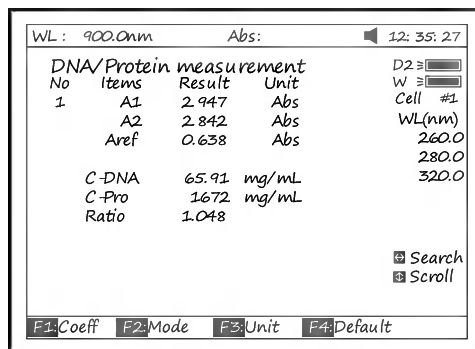 WL: 900.0nm Abs: 12:35:27
DNA/Protein measurement
No Items Result Unit
1 A1 2.947 Abs
A2 2.842 Abs
Aref 0.638 Abs
C-DNA 65.91 mg/mL
C-Pro 1672 mg/mL
Ratio 1.048
D2
W
Cell #1
WL(nm)
260.0
280.0
320.0
Search
Scroll
F1:Coeff F2:Mode F3:Unit F4:Default